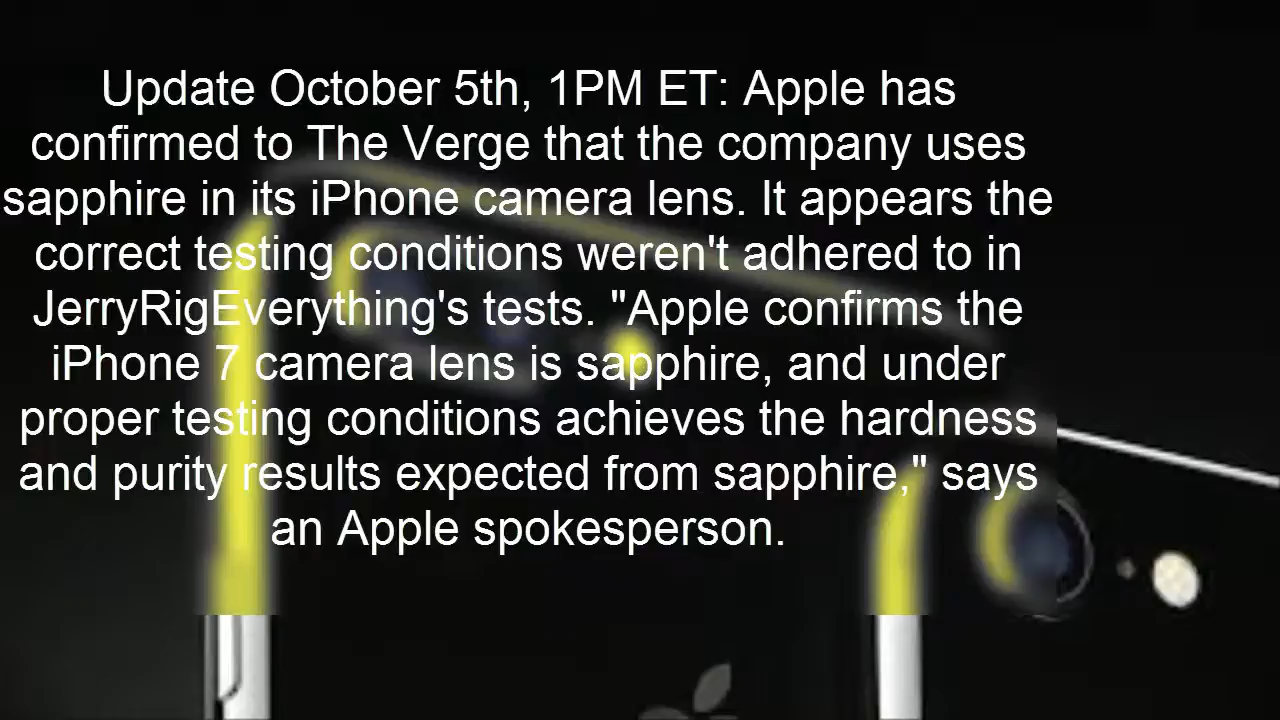 Update October 5th, 1PM ET: Apple has
confirmed to The Verge that the company uses
sapphire in its iPhone camera lens. It appears the
correct testing conditions weren't adhered to in
JerryRigEverything's tests. "Apple confirms the
iPhone 7 camera lens is sapphire, and under
proper testing conditions achieves the hardness
and purity results expected from sapphire," says
an Apple spokesperson.